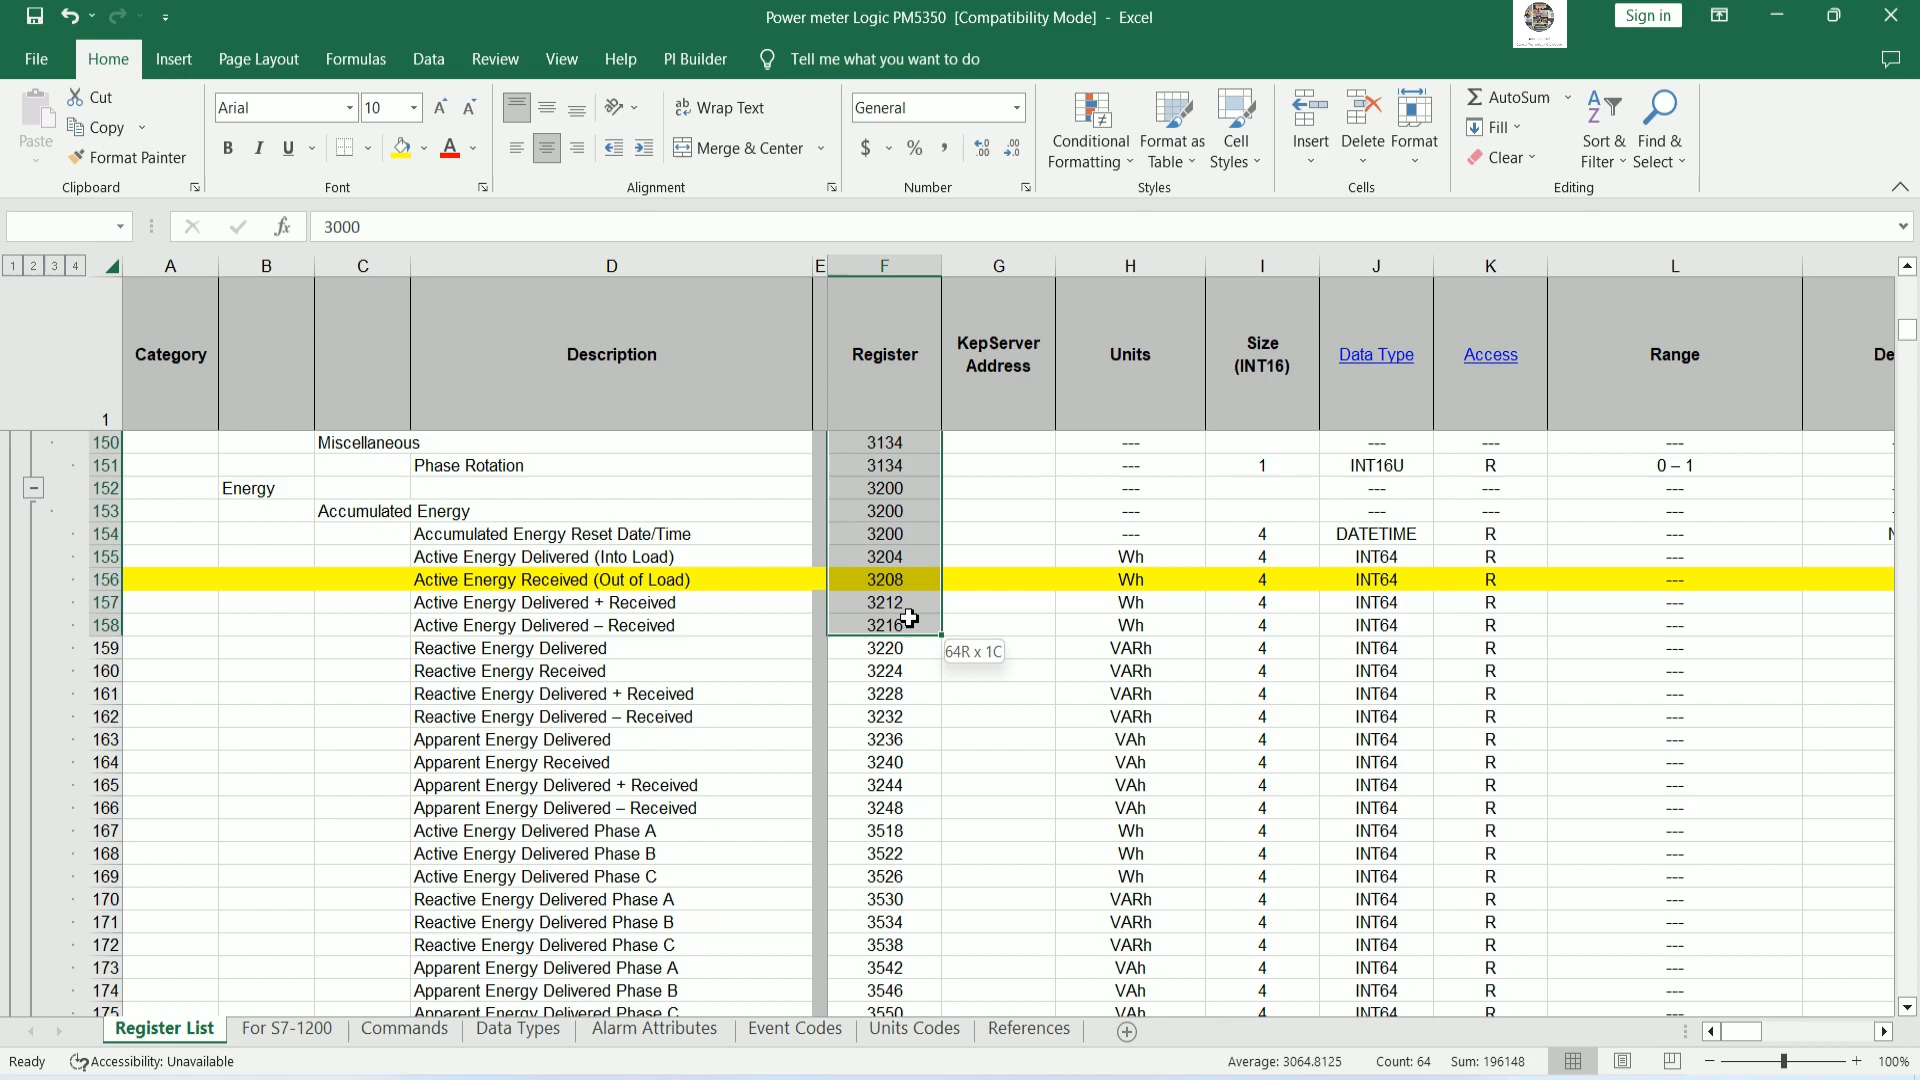 Power meter Logic PM5350 [Compatibility Mode] - Excel
Sign in
File Home Insert Page Layout Formulas Data Review View Help PI Builder Tell me what you want to do
Paste
Cut
Copy
Format Painter
Clipboard
Arial 10
B I U
Font
Wrap Text
Merge & Center
Alignment
General
$ % ,
Number
Conditional Formatting
Format as Table
Cell Styles
Styles
Insert Delete Format
Cells
AutoSum
Fill
Clear
Sort & Filter
Find & Select
Editing
fx 3000
1 2 3 4
A B C D E F G H I J K L
1 Category Description Register KepServer Address Units Size (INT16) Data Type Access Range De
150 Miscellaneous 3134 --- --- --- ---
151 Phase Rotation 3134 --- 1 INT16U R 0 – 1
152 Energy 3200 --- --- --- ---
153 Accumulated Energy 3200 --- --- --- ---
154 Accumulated Energy Reset Date/Time 3200 --- 4 DATETIME R ---
155 Active Energy Delivered (Into Load) 3204 Wh 4 INT64 R ---
156 Active Energy Received (Out of Load) 3208 Wh 4 INT64 R ---
157 Active Energy Delivered + Received 3212 Wh 4 INT64 R ---
158 Active Energy Delivered – Received 3216 Wh 4 INT64 R ---
64R x 1C
159 Reactive Energy Delivered 3220 VARh 4 INT64 R ---
160 Reactive Energy Received 3224 VARh 4 INT64 R ---
161 Reactive Energy Delivered + Received 3228 VARh 4 INT64 R ---
162 Reactive Energy Delivered – Received 3232 VARh 4 INT64 R ---
163 Apparent Energy Delivered 3236 VAh 4 INT64 R ---
164 Apparent Energy Received 3240 VAh 4 INT64 R ---
165 Apparent Energy Delivered + Received 3244 VAh 4 INT64 R ---
166 Apparent Energy Delivered – Received 3248 VAh 4 INT64 R ---
167 Active Energy Delivered Phase A 3518 Wh 4 INT64 R ---
168 Active Energy Delivered Phase B 3522 Wh 4 INT64 R ---
169 Active Energy Delivered Phase C 3526 Wh 4 INT64 R ---
170 Reactive Energy Delivered Phase A 3530 VARh 4 INT64 R ---
171 Reactive Energy Delivered Phase B 3534 VARh 4 INT64 R ---
172 Reactive Energy Delivered Phase C 3538 VARh 4 INT64 R ---
173 Apparent Energy Delivered Phase A 3542 VAh 4 INT64 R ---
174 Apparent Energy Delivered Phase B 3546 VAh 4 INT64 R ---
175 Apparent Energy Delivered Phase C 3550 VAh 4 INT64 R ---
Register List For S7-1200 Commands Data Types Alarm Attributes Event Codes Units Codes References
Ready Accessibility: Unavailable Average: 3064.8125 Count: 64 Sum: 196148 100%